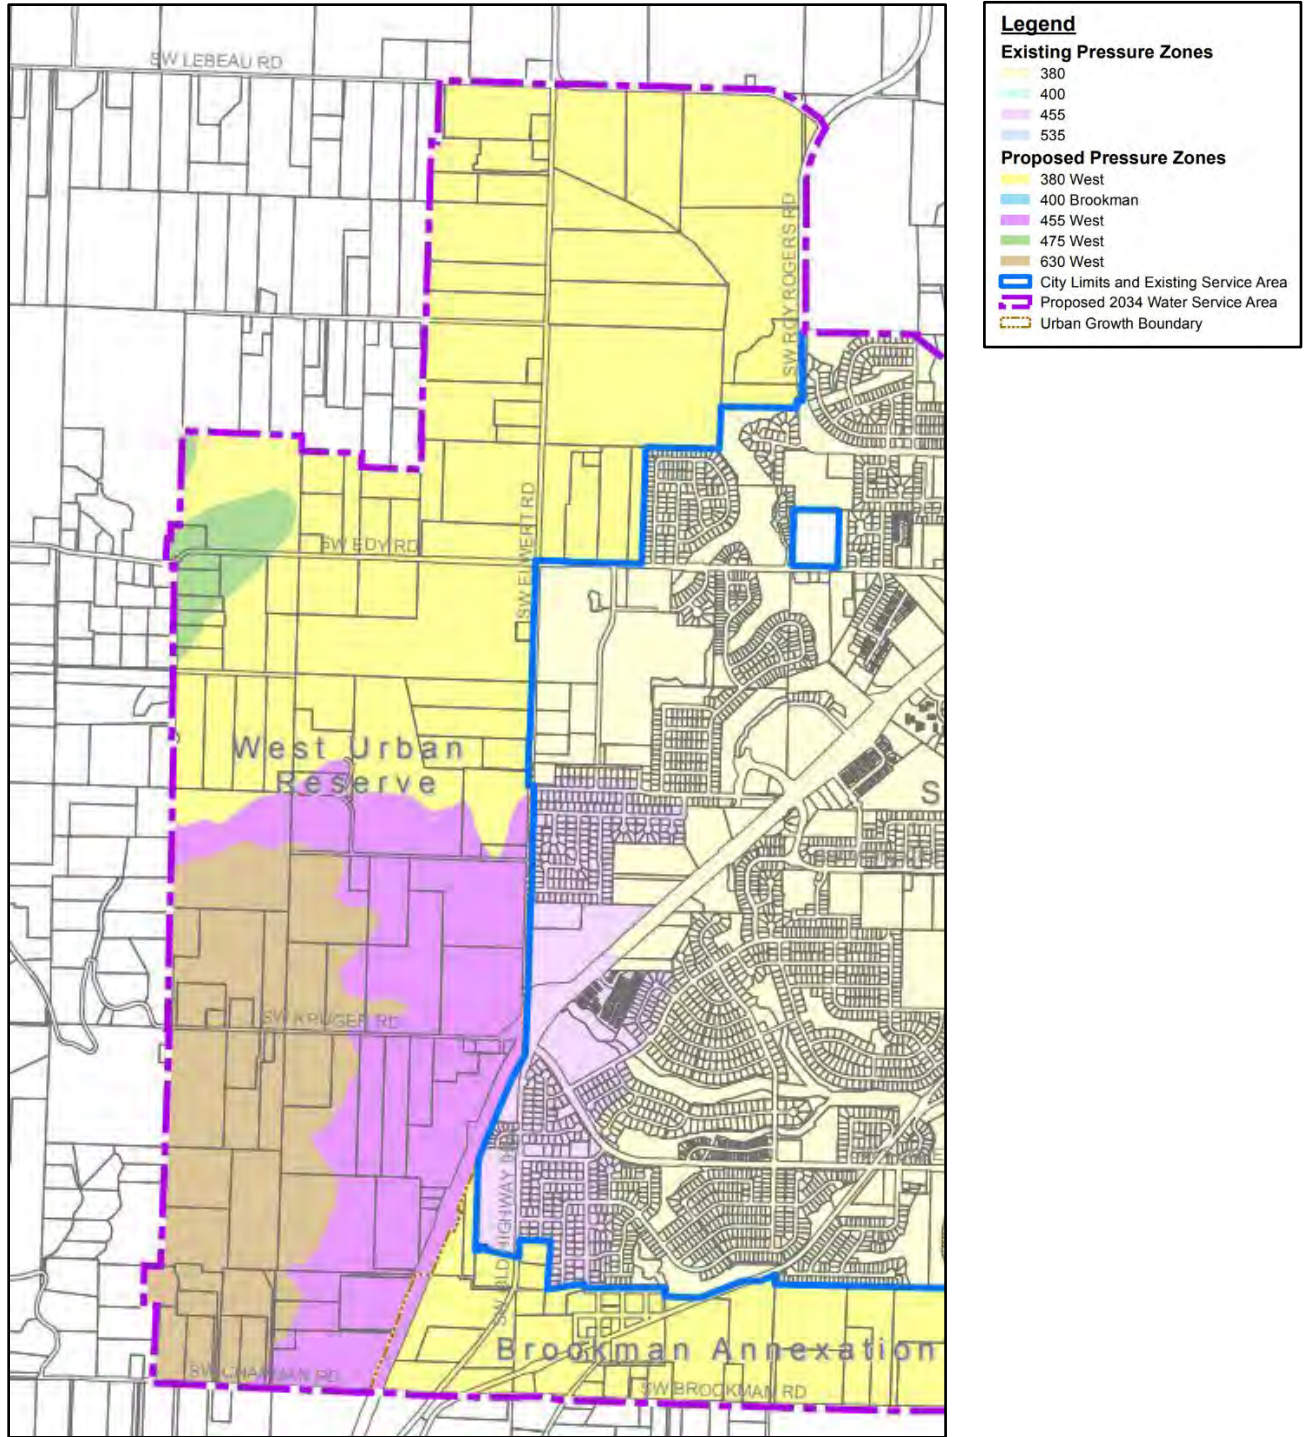 SW LEBEAU RD
SW ROY ROGERS RD
SW EDY RD
SW ELWERT RD
West Urban
Reserve
S
SW KRUGER RD
SW OLD HIGHWAY
Brookman Annexation
SW CHAPMAN RD
SW BROOKMAN RD
Legend
Existing Pressure Zones
380
400
455
535
Proposed Pressure Zones
380 West
400 Brookman
455 West
475 West
630 West
City Limits and Existing Service Area
Proposed 2034 Water Service Area
Urban Growth Boundary